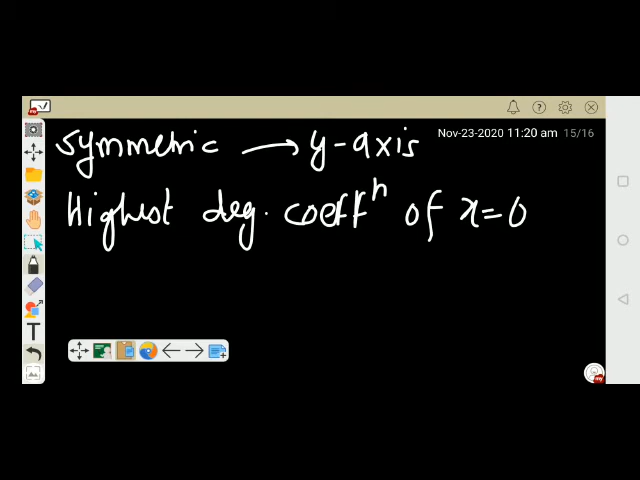 Nov-23-2020 11:20 am 15/16
Symmetric → y-axis
Highest deg. coeffⁿ of x=0
T